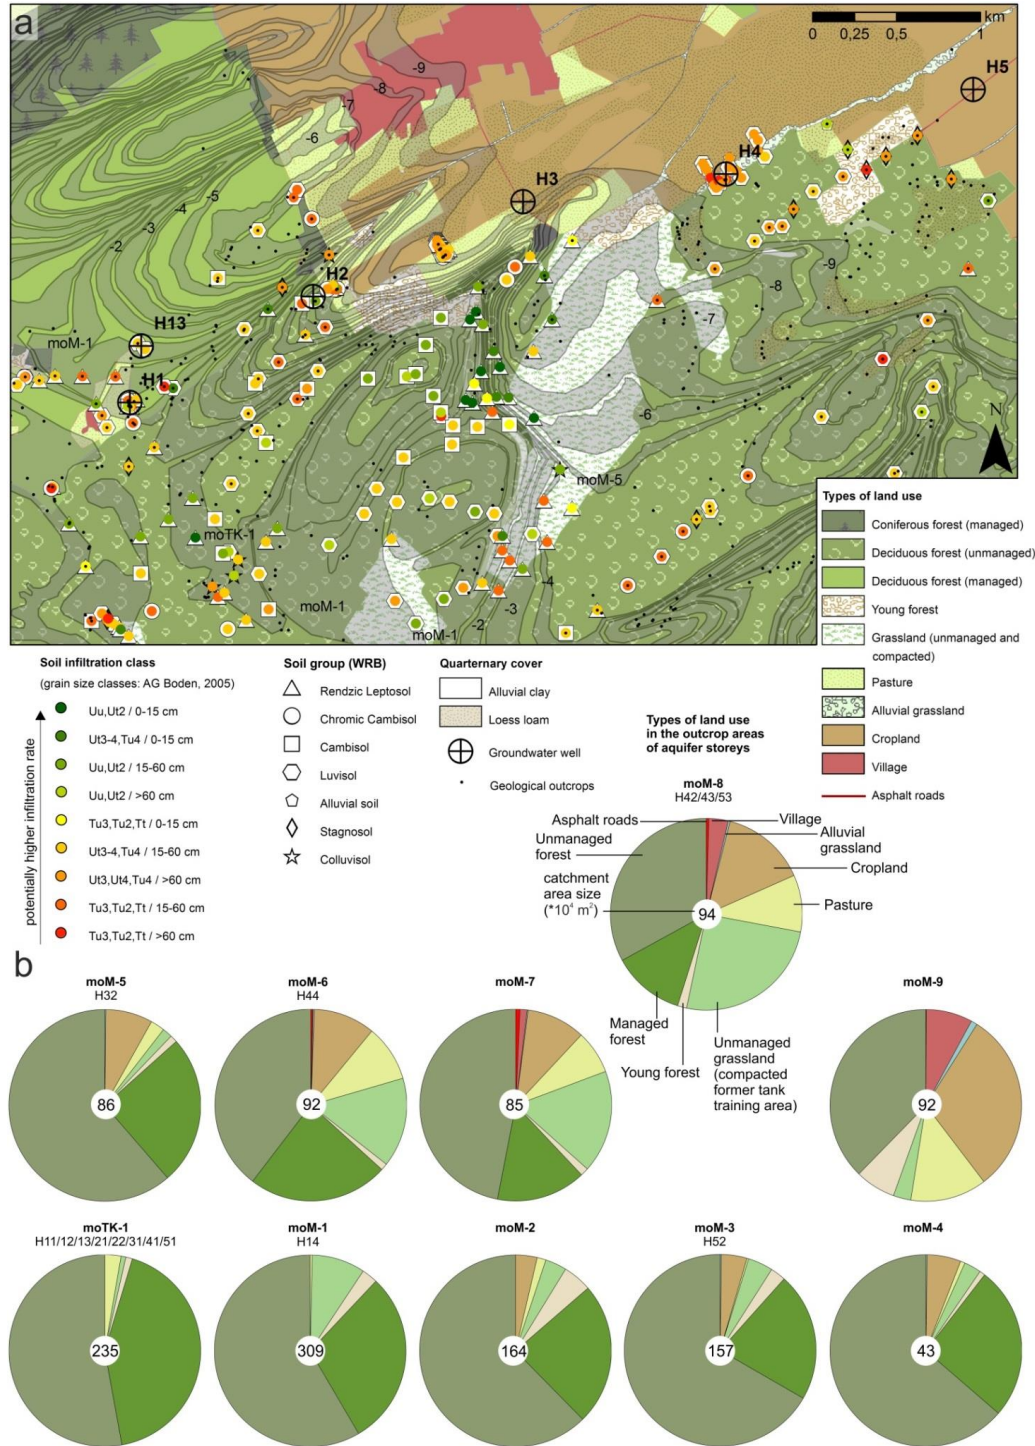 a
km
0 0,25 0,5 1
H5
-9
-8
-7
-6
H4
-5
H3
-4
-3
-2
-9
H2
-8
H13
-7
moM-1
H1
-6
N
moM-5
moTK-1
-4
moM-1
-3
-2
moM-1
Types of land use
Coniferous forest (managed)
Deciduous forest (unmanaged)
Deciduous forest (managed)
Young forest
Grassland (unmanaged and
compacted)
Pasture
Alluvial grassland
Cropland
Village
Asphalt roads
Soil infiltration class
(grain size classes: AG Boden, 2005)
potentially higher infiltration rate
Uu,Ut2 / 0-15 cm
Ut3-4,Tu4 / 0-15 cm
Uu,Ut2 / 15-60 cm
Uu,Ut2 / >60 cm
Tu3,Tu2,Tt / 0-15 cm
Ut3-4,Tu4 / 15-60 cm
Ut3,Ut4,Tu4 / >60 cm
Tu3,Tu2,Tt / 15-60 cm
Tu3,Tu2,Tt / >60 cm
Soil group (WRB)
Rendzic Leptosol
Chromic Cambisol
Cambisol
Luvisol
Alluvial soil
Stagnosol
Colluvisol
Quarternary cover
Alluvial clay
Loess loam
Groundwater well
Geological outcrops
Types of land use
in the outcrop areas
of aquifer storeys
moM-8
H42/43/53
Asphalt roads
Village
Unmanaged
forest
Alluvial
grassland
Cropland
catchment
area size
(*10⁴ m²)
94
Pasture
Managed
forest
Young forest
Unmanaged
grassland
(compacted
former tank
training area)
b
moM-5
H32
86
moM-6
H44
92
moM-7
85
moM-9
92
moTK-1
H11/12/13/21/22/31/41/51
235
moM-1
H14
309
moM-2
164
moM-3
H52
157
moM-4
43